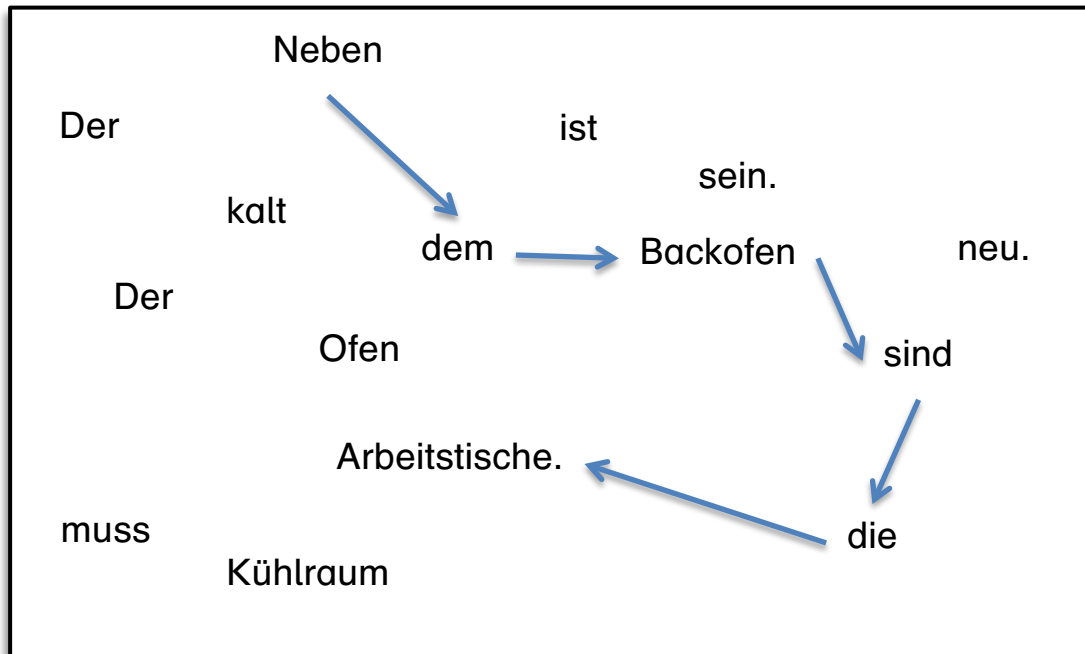 Neben
Der
ist
sein.
kalt
dem
Backofen
neu.
Der
Ofen
sind
Arbeitstische.
muss
die
Kühlraum